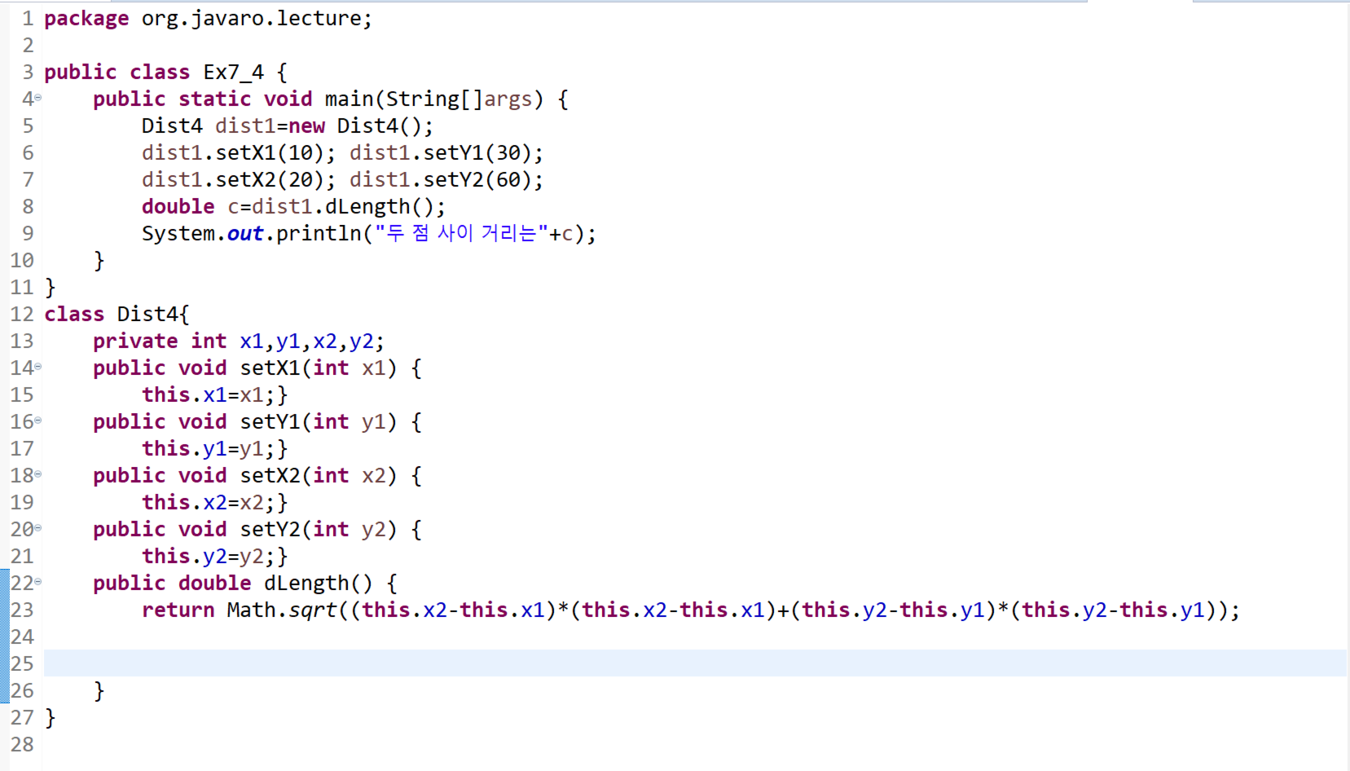 1 package org.javaro.lecture;
2
3 public class Ex7_4 {
4     public static void main(String[]args) {
5         Dist4 dist1=new Dist4();
6         dist1.setX1(10); dist1.setY1(30);
7         dist1.setX2(20); dist1.setY2(60);
8         double c=dist1.dLength();
9         System.out.println("두 점 사이 거리는"+c);
10     }
11 }
12 class Dist4{
13     private int x1,y1,x2,y2;
14     public void setX1(int x1) {
15         this.x1=x1;}
16     public void setY1(int y1) {
17         this.y1=y1;}
18     public void setX2(int x2) {
19         this.x2=x2;}
20     public void setY2(int y2) {
21         this.y2=y2;}
22     public double dLength() {
23         return Math.sqrt((this.x2-this.x1)*(this.x2-this.x1)+(this.y2-this.y1)*(this.y2-this.y1));
24
25
26     }
27 }
28